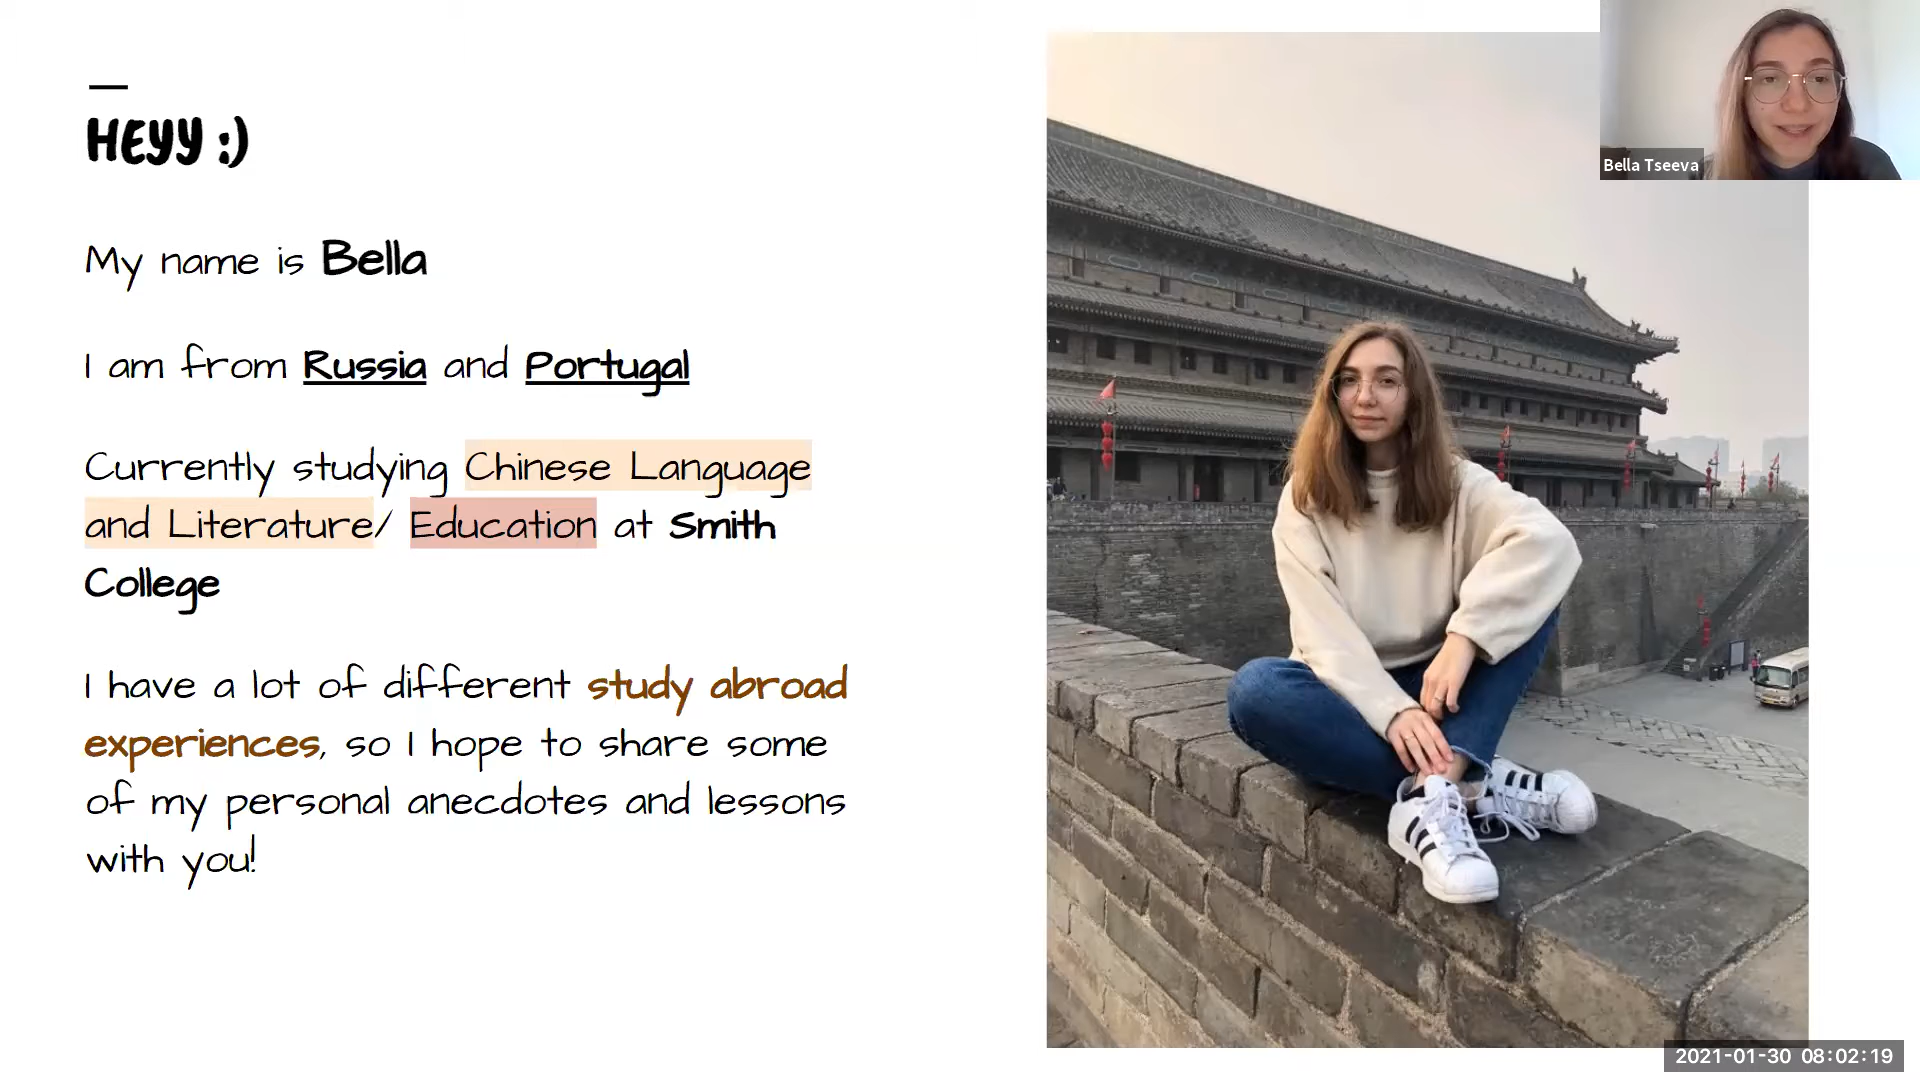 HEYY :)
My name is Bella
I am from Russia and Portugal
Currently studying Chinese Language
and Literature/ Education at Smith
College
I have a lot of different study abroad
experiences, so I hope to share some
of my personal anecdotes and lessons
with you!
Bella Tseeva
2021-01-30 08:02:19